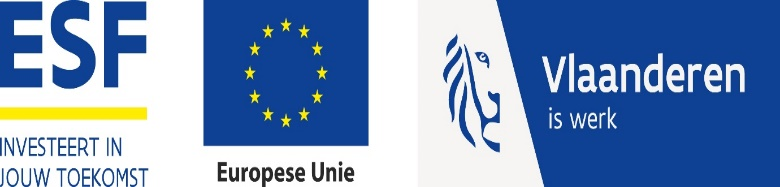 ESF
INVESTEERT IN
JOUW TOEKOMST
Europese Unie
Vlaanderen
is werk